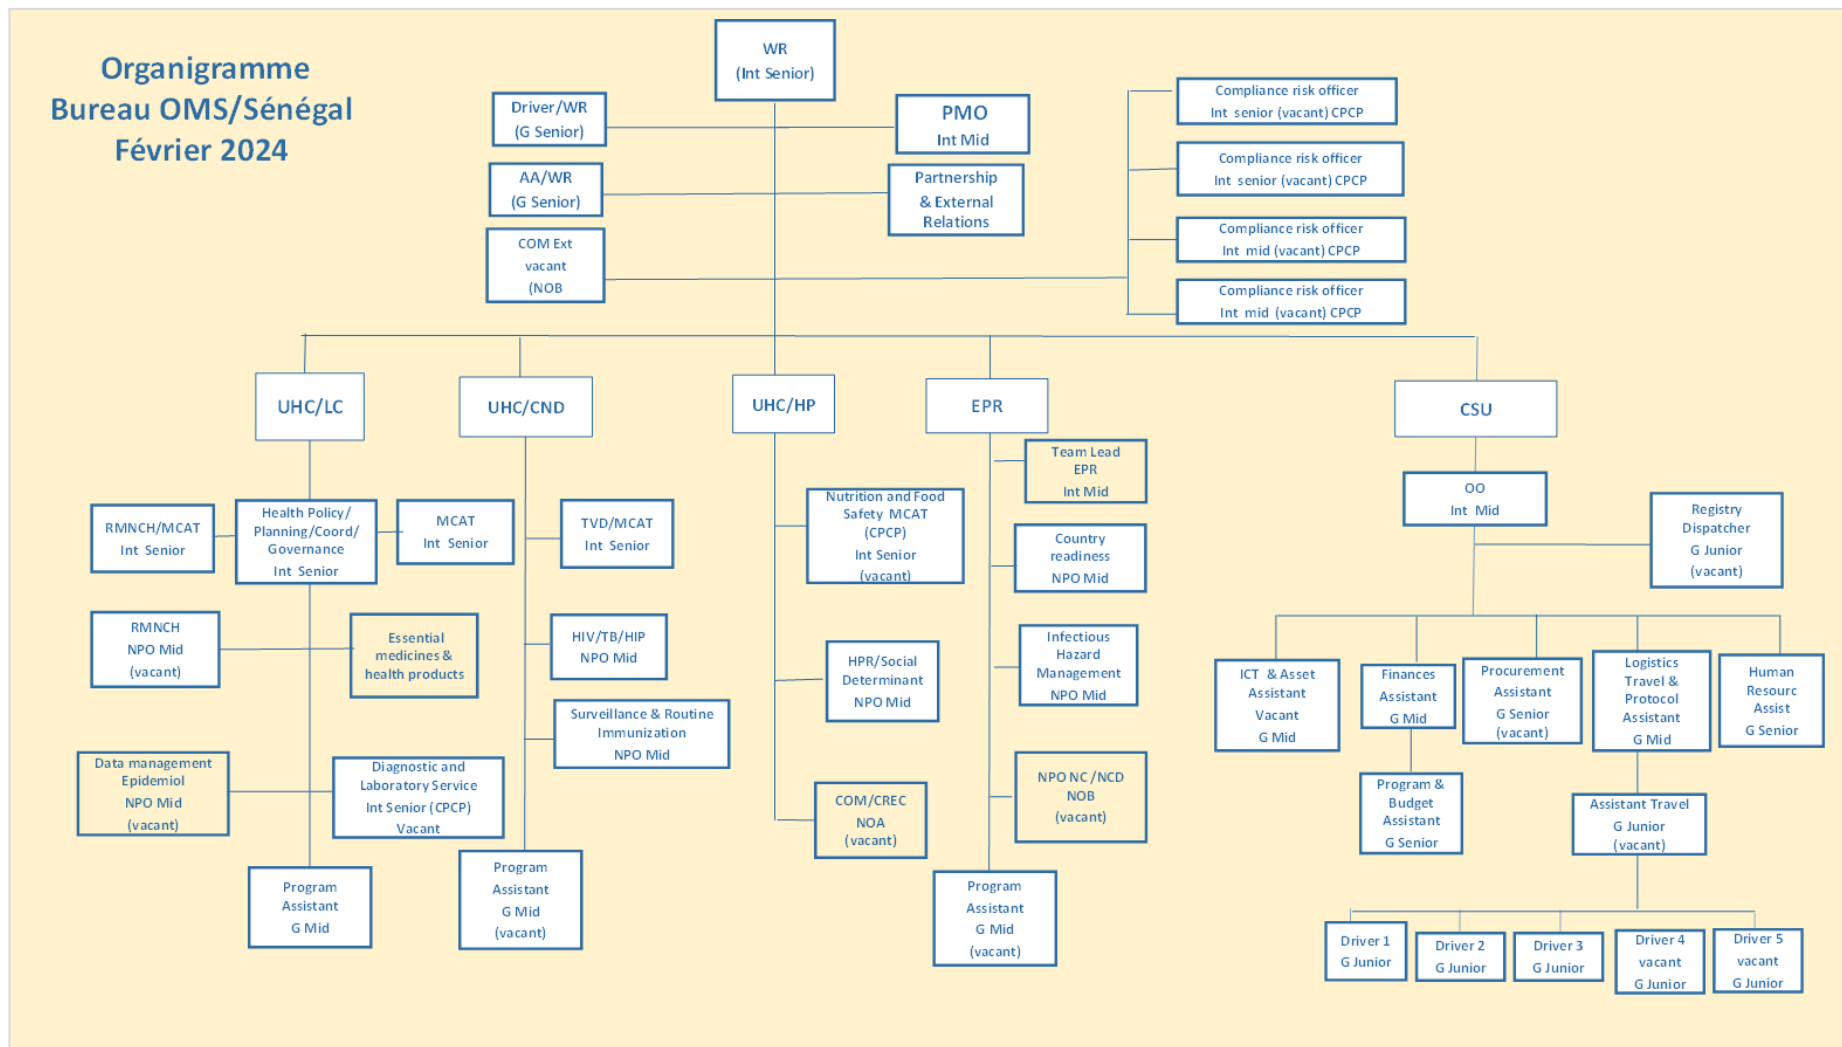 Organigramme
Bureau OMS/Sénégal
Février 2024
WR
(Int Senior)
Driver/WR
(G Senior)
PMO
Int Mid
AA/WR
(G Senior)
Partnership
& External
Relations
COM Ext
vacant
(NOB
Compliance risk officer
Int senior (vacant) CPCP
Compliance risk officer
Int senior (vacant) CPCP
Compliance risk officer
Int mid (vacant) CPCP
Compliance risk officer
Int mid (vacant) CPCP
UHC/LC
UHC/CND
UHC/HP
EPR
CSU
RMNCH/MCAT
Int Senior
Health Policy/
Planning/Coord/
Governance
Int Senior
MCAT
Int Senior
RMNCH
NPO Mid
(vacant)
Essential
medicines &
health products
Data management
Epidemiol
NPO Mid
(vacant)
Diagnostic and
Laboratory Service
Int Senior (CPCP)
Vacant
Program
Assistant
G Mid
TVD/MCAT
Int Senior
HIV/TB/HIP
NPO Mid
Surveillance & Routine
Immunization
NPO Mid
Program
Assistant
G Mid
(vacant)
Nutrition and Food
Safety MCAT
(CPCP)
Int Senior
(vacant)
HPR/Social
Determinant
NPO Mid
COM/CREC
NOA
(vacant)
Team Lead
EPR
Int Mid
Country
readiness
NPO Mid
Infectious
Hazard
Management
NPO Mid
NPO NC/NCD
NOB
(vacant)
Program
Assistant
G Mid
(vacant)
OO
Int Mid
Registry
Dispatcher
G Junior
(vacant)
ICT & Asset
Assistant
Vacant
G Mid
Finances
Assistant
G Mid
Procurement
Assistant
G Senior
(vacant)
Logistics
Travel &
Protocol
Assistant
G Mid
Human
Resourc
Assist
G Senior
Program &
Budget
Assistant
G Senior
Assistant Travel
G Junior
(vacant)
Driver 1
G Junior
Driver 2
G Junior
Driver 3
G Junior
Driver 4
vacant
G Junior
Driver 5
vacant
G Junior